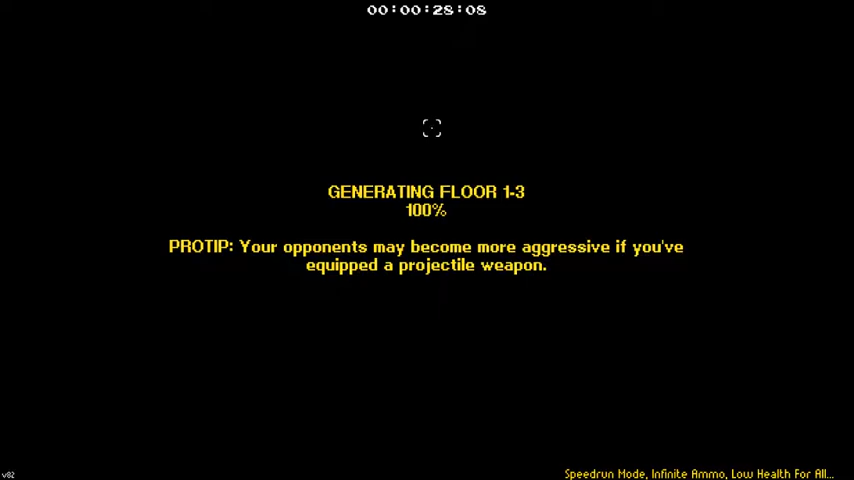 00:00:28:08
GENERATING FLOOR 1-3
100%
PROTIP: Your opponents may become more aggressive if you've
equipped a projectile weapon.
v82
Speedrun Mode, Infinite Ammo, Low Health For All...